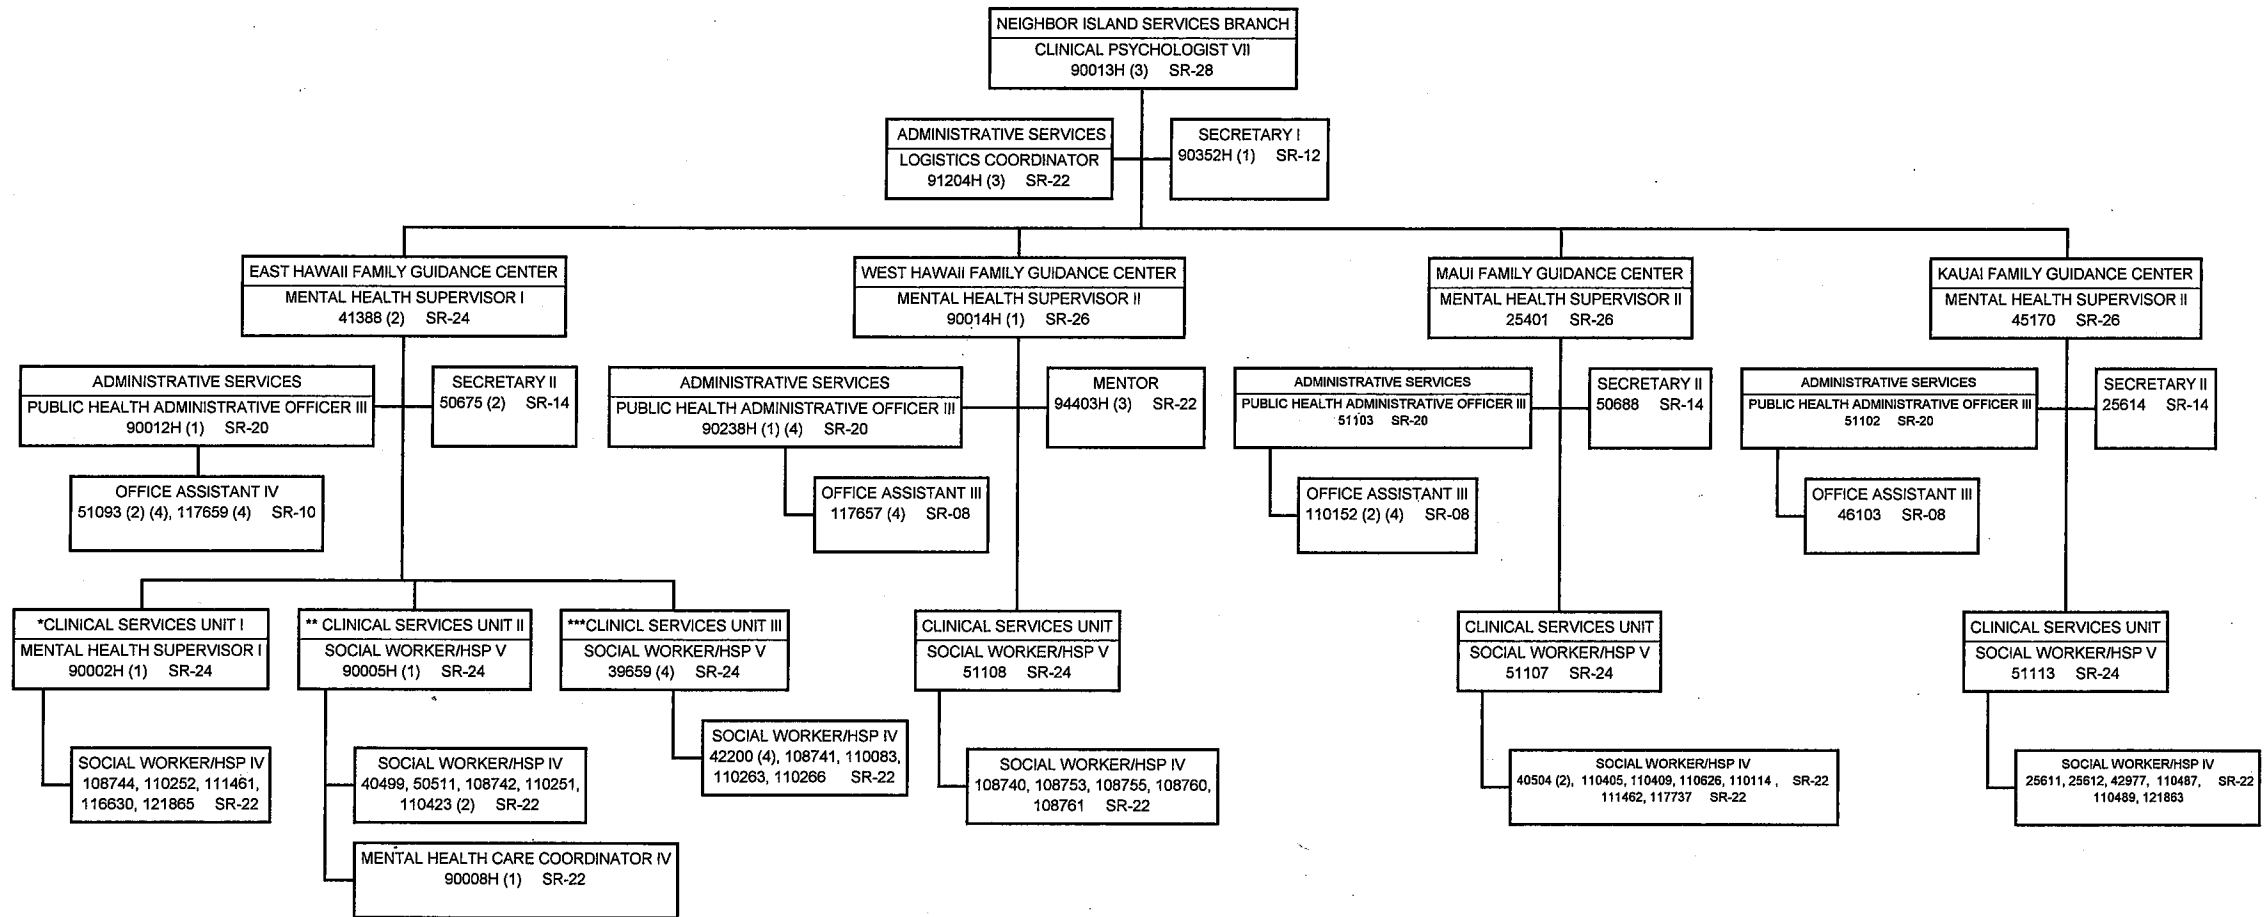 NEIGHBOR ISLAND SERVICES BRANCH
CLINICAL PSYCHOLOGIST VII
90013H (3) SR-28
ADMINISTRATIVE SERVICES
LOGISTICS COORDINATOR
91204H (3) SR-22
SECRETARY I
90352H (1) SR-12
EAST HAWAII FAMILY GUIDANCE CENTER
MENTAL HEALTH SUPERVISOR I
41388 (2) SR-24
WEST HAWAII FAMILY GUIDANCE CENTER
MENTAL HEALTH SUPERVISOR II
90014H (1) SR-26
MAUI FAMILY GUIDANCE CENTER
MENTAL HEALTH SUPERVISOR II
25401 SR-26
KAUAI FAMILY GUIDANCE CENTER
MENTAL HEALTH SUPERVISOR II
45170 SR-26
ADMINISTRATIVE SERVICES
PUBLIC HEALTH ADMINISTRATIVE OFFICER III
90012H (1) SR-20
SECRETARY II
50675 (2) SR-14
ADMINISTRATIVE SERVICES
PUBLIC HEALTH ADMINISTRATIVE OFFICER III
90238H (1) (4) SR-20
MENTOR
94403H (3) SR-22
ADMINISTRATIVE SERVICES
PUBLIC HEALTH ADMINISTRATIVE OFFICER III
51103 SR-20
SECRETARY II
50688 SR-14
ADMINISTRATIVE SERVICES
PUBLIC HEALTH ADMINISTRATIVE OFFICER III
51102 SR-20
SECRETARY II
25614 SR-14
OFFICE ASSISTANT IV
51093 (2) (4), 117659 (4) SR-10
OFFICE ASSISTANT III
117657 (4) SR-08
OFFICE ASSISTANT III
110152 (2) (4) SR-08
OFFICE ASSISTANT III
46103 SR-08
*CLINICAL SERVICES UNIT I
MENTAL HEALTH SUPERVISOR I
90002H (1) SR-24
** CLINICAL SERVICES UNIT II
SOCIAL WORKER/HSP V
90005H (1) SR-24
***CLINICL SERVICES UNIT III
SOCIAL WORKER/HSP V
39659 (4) SR-24
CLINICAL SERVICES UNIT
SOCIAL WORKER/HSP V
51108 SR-24
CLINICAL SERVICES UNIT
SOCIAL WORKER/HSP V
51107 SR-24
CLINICAL SERVICES UNIT
SOCIAL WORKER/HSP V
51113 SR-24
SOCIAL WORKER/HSP IV
108744, 110252, 111461,
116630, 121865 SR-22
SOCIAL WORKER/HSP IV
40499, 50511, 108742, 110251,
110423 (2) SR-22
SOCIAL WORKER/HSP IV
42200 (4), 108741, 110083,
110263, 110266 SR-22
SOCIAL WORKER/HSP IV
108740, 108753, 108755, 108760,
108761 SR-22
SOCIAL WORKER/HSP IV
40504 (2), 110405, 110409, 110626, 110114 , SR-22
111462, 117737 SR-22
SOCIAL WORKER/HSP IV
25611, 25612, 42977, 110487, SR-22
110489, 121863
MENTAL HEALTH CARE COORDINATOR IV
90008H (1) SR-22